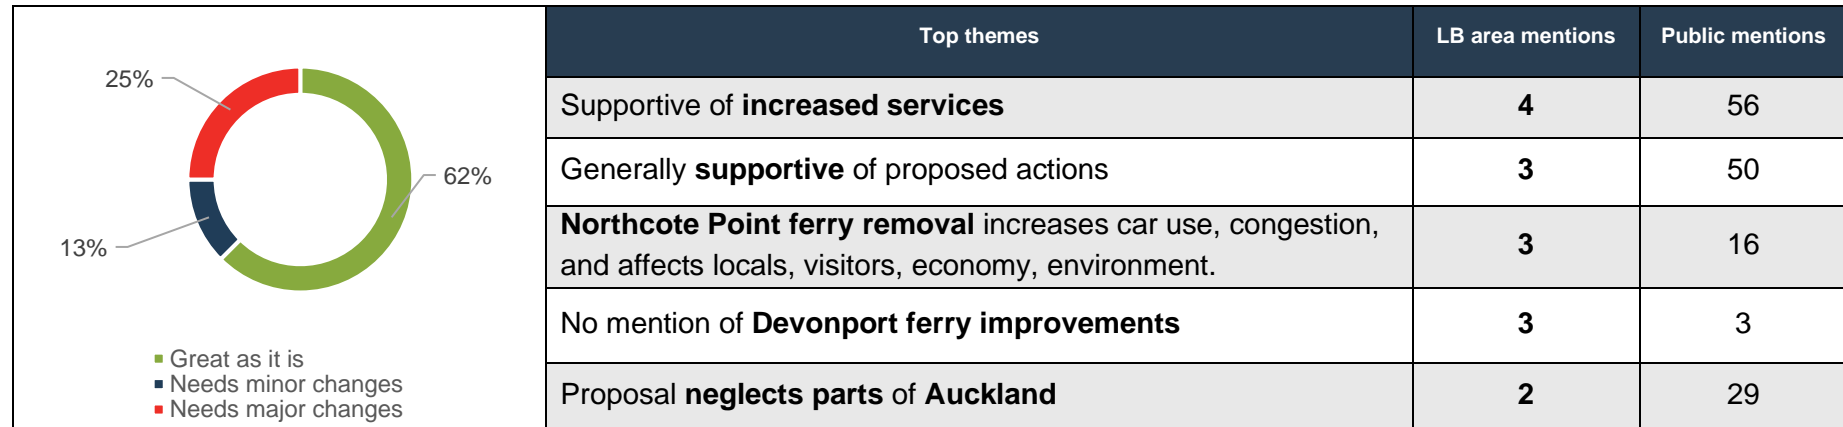 25%
62%
13%
Great as it is
Needs minor changes
Needs major changes
Top themes LB area mentions Public mentions
Supportive of increased services 4 56
Generally supportive of proposed actions 3 50
Northcote Point ferry removal increases car use, congestion,
and affects locals, visitors, economy, environment. 3 16
No mention of Devonport ferry improvements 3 3
Proposal neglects parts of Auckland 2 29